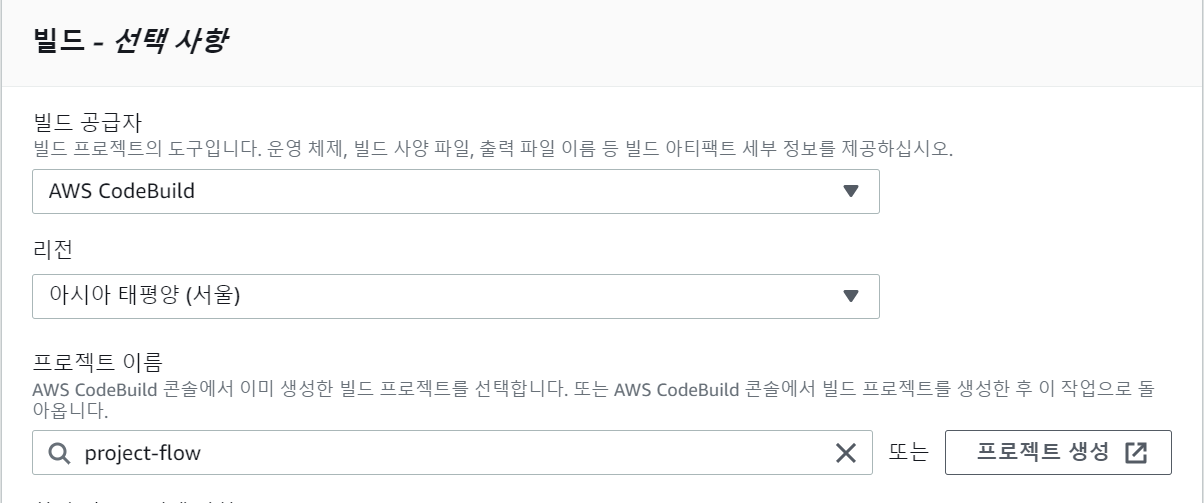 빌드 - 선택 사항
빌드 공급자
빌드 프로젝트의 도구입니다. 운영 체제, 빌드 사양 파일, 출력 파일 이름 등 빌드 아티팩트 세부 정보를 제공하십시오.
AWS CodeBuild
리전
아시아 태평양 (서울)
프로젝트 이름
AWS CodeBuild 콘솔에서 이미 생성한 빌드 프로젝트를 선택합니다. 또는 AWS CodeBuild 콘솔에서 빌드 프로젝트를 생성한 후 이 작업으로 돌
아옵니다.
project-flow 또는 프로젝트 생성